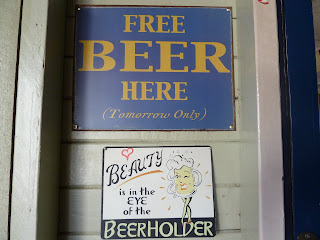 FREE
BEER
HERE
(Tomorrow Only)
BEAUTY
is in the
EYE
of the
BEERHOLDER